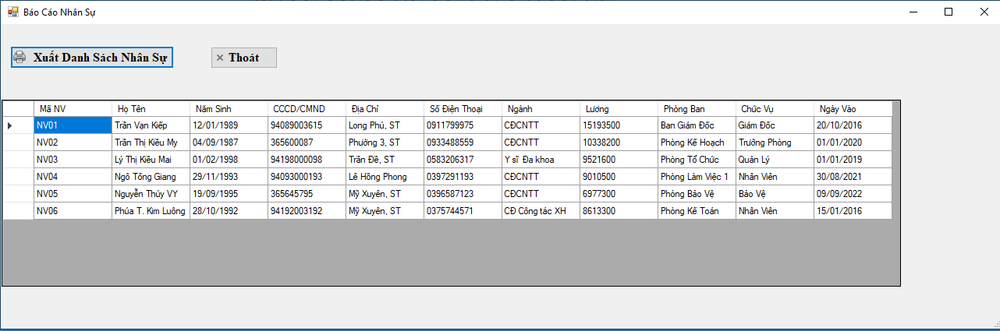 Báo Cáo Nhân Sự
Xuất Danh Sách Nhân Sự Thoát
Mã NV Họ Tên Năm Sinh CCCD/CMND Địa Chỉ Số Điện Thoại Ngành Lương Phòng Ban Chức Vụ Ngày Vào
NV01 Trần Vạn Kiếp 12/01/1989 94089003615 Long Phú, ST 0911799975 CĐCNTT 15193500 Ban Giám Đốc Giám Đốc 20/10/2016
NV02 Trần Thị Kiều My 04/09/1987 365600087 Phường 3, ST 0933488559 CĐCNTT 10338200 Phòng Kế Hoạch Trưởng Phòng 01/01/2020
NV03 Lý Thị Kiều Mai 01/02/1998 94198000098 Trần Đề, ST 0583206317 Y sĩ Đa khoa 9521600 Phòng Tổ Chức Quản Lý 01/01/2019
NV04 Ngô Tống Giang 29/11/1993 94093000193 Lê Hồng Phong 0397291193 CĐCNTT 9010500 Phòng Làm Việc 1 Nhân Viên 30/08/2021
NV05 Nguyễn Thúy VY 19/09/1995 365645795 Mỹ Xuyên, ST 0396587123 CĐCNTT 6977300 Phòng Bảo Vệ Bảo Vệ 09/09/2022
NV06 Phúa T. Kim Luông 28/10/1992 94192003192 Mỹ Xuyên, ST 0375744571 CĐ Công tác XH 8613300 Phòng Kế Toán Nhân Viên 15/01/2016